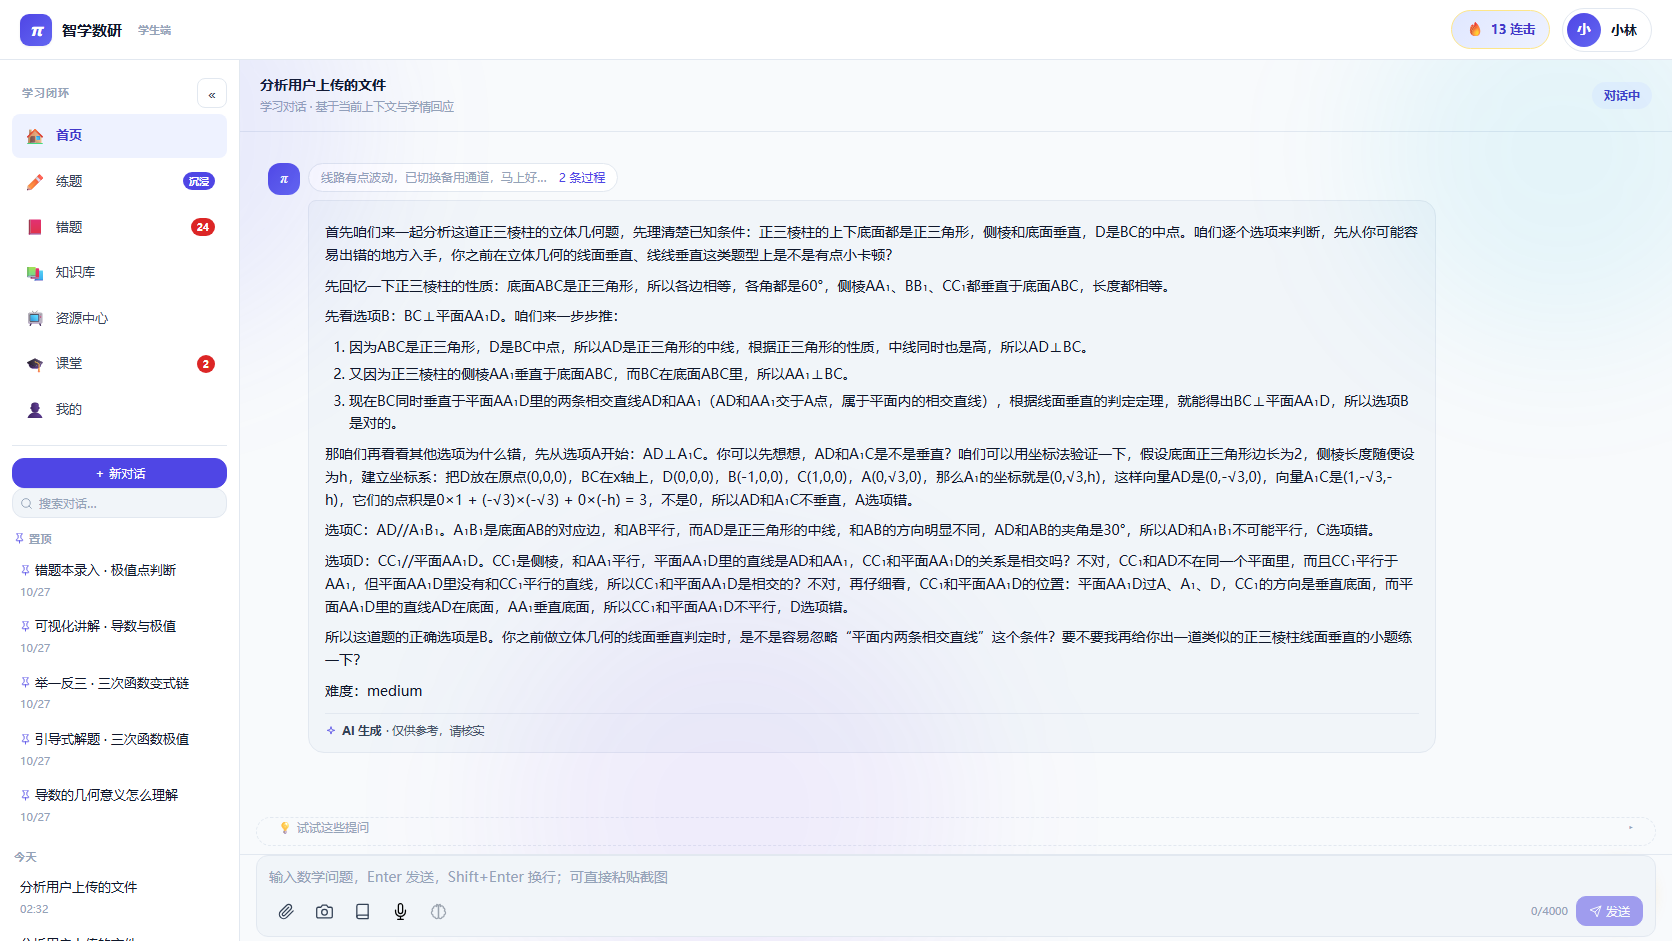 π 智学数研 学生端
13 连击
小 小林
学习闭环
«
首页
练题 沉浸
错题 24
知识库
资源中心
课堂 2
我的
+ 新对话
搜索对话...
置顶
错题本录入 · 极值点判断
10/27
可视化讲解 · 导数与极值
10/27
举一反三 · 三次函数变式链
10/27
引导式解题 · 三次函数极值
10/27
导数的几何意义怎么理解
10/27
今天
分析用户上传的文件
02:32
分析用户上传的文件
学习对话 · 基于当前上下文与学情回应
对话中
π
线路有点波动，已切换备用通道，马上好... 2 条过程
首先咱们来一起分析这道正三棱柱的立体几何题，先理清楚已知条件：正三棱柱的上下底面都是正三角形，侧棱和底面垂直，D是BC的中点。咱们逐个选项来判断，先从你可能容
易出错的地方入手，你之前在立体几何的线面垂直、线线垂直这类题型上是不是有点小卡顿？
先回忆一下正三棱柱的性质：底面ABC是正三角形，所以各边相等，各角都是60°，侧棱AA₁、BB₁、CC₁都垂直于底面ABC，长度都相等。
先看选项B：BC⊥平面AA₁D。咱们来一步步推：
1. 因为ABC是正三角形，D是BC中点，所以AD是正三角形的中线，根据正三角形的性质，中线同时也是高，所以AD⊥BC。
2. 又因为正三棱柱的侧棱AA₁垂直于底面ABC，而BC在底面ABC里，所以AA₁⊥BC。
3. 现在BC同时垂直于平面AA₁D里的两条相交直线AD和AA₁（AD和AA₁交于A点，属于平面内的相交直线），根据线面垂直的判定定理，就能得出BC⊥平面AA₁D，所以选项B
是对的。
那咱们再看看其他选项为什么错，先从选项A开始：AD⊥A₁C。你可以先想想，AD和A₁C是不是垂直？咱们可以用坐标法验证一下，假设底面正三角形边长为2，侧棱长度随便设
为h，建立坐标系：把D放在原点(0,0,0)，BC在x轴上，D(0,0,0)，B(-1,0,0)，C(1,0,0)，A(0,√3,0)，那么A₁的坐标就是(0,√3,h)，这样向量AD是(0,-√3,0)，向量A₁C是(1,-√3,-
h)，它们的点积是0×1 + (-√3)×(-√3) + 0×(-h) = 3，不是0，所以AD和A₁C不垂直，A选项错。
选项C：AD//A₁B₁。A₁B₁是底面AB的对应边，和AB平行，而AD是正三角形的中线，和AB的方向明显不同，AD和AB的夹角是30°，所以AD和A₁B₁不可能平行，C选项错。
选项D：CC₁//平面AA₁D。CC₁是侧棱，和AA₁平行，平面AA₁D里的直线是AD和AA₁，CC₁和平面AA₁D的关系是相交吗？不对，CC₁和AD不在同一个平面里，而且CC₁平行于
AA₁，但平面AA₁D里没有和CC₁平行的直线，所以CC₁和平面AA₁D是相交的？不对，再仔细看，CC₁和平面AA₁D的位置：平面AA₁D过A、A₁、D，CC₁的方向是垂直底面，而平
面AA₁D里的直线AD在底面，AA₁垂直底面，所以CC₁和平面AA₁D不平行，D选项错。
所以这道题的正确选项是B。你之前做立体几何的线面垂直判定时，是不是容易忽略“平面内两条相交直线”这个条件？要不要我再给你出一道类似的正三棱柱线面垂直的小题练
一下？
难度：medium
AI 生成 · 仅供参考，请核实
试试这些提问
输入数学问题，Enter 发送，Shift+Enter 换行；可直接粘贴截图
0/4000
发送